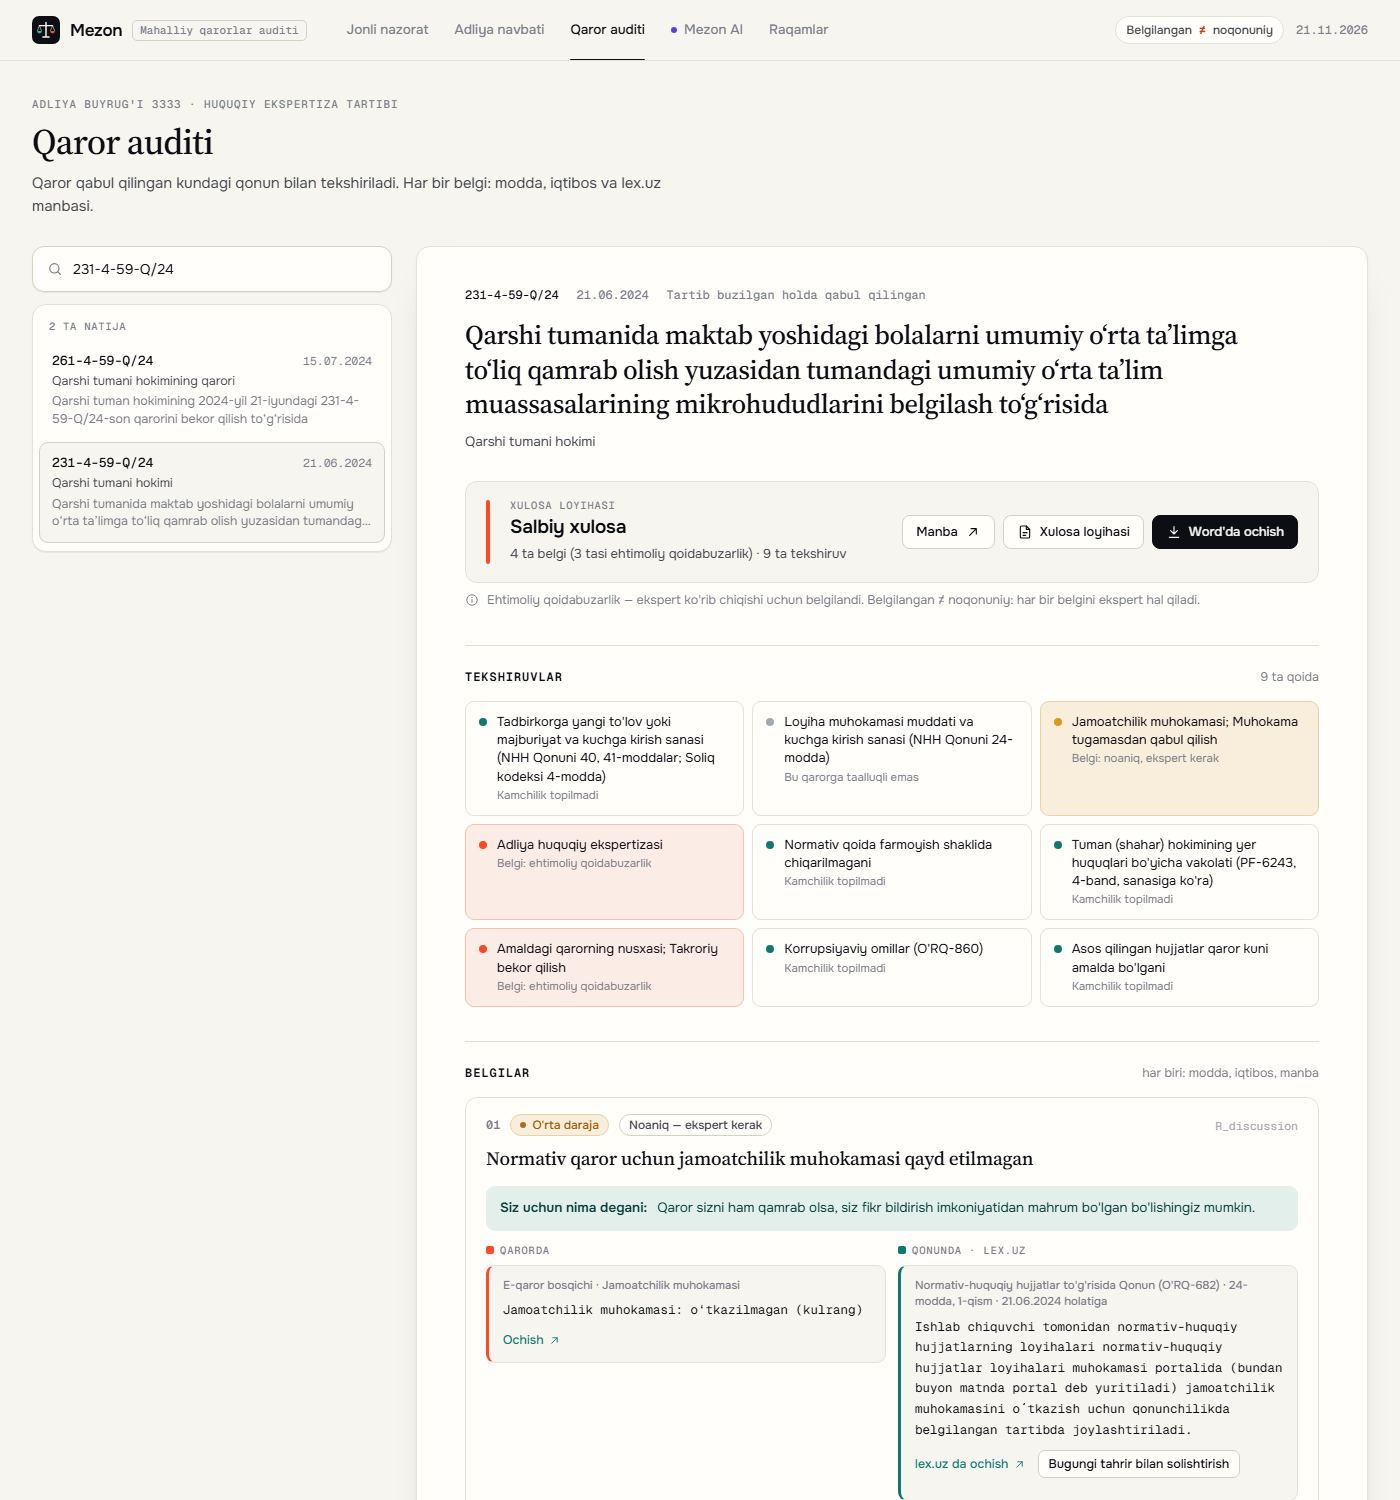 Mezon
Mahalliy qarorlar auditi
Jonli nazorat
Adliya navbati
Qaror auditi
Mezon AI
Raqamlar
Belgilangan ≠ noqonuniy
21.11.2026
ADLIYA BUYRUG'I 3333 · HUQUQIY EKSPERTIZA TARTIBI
Qaror auditi
Qaror qabul qilingan kundagi qonun bilan tekshiriladi. Har bir belgi: modda, iqtibos va lex.uz
manbasi.
231-4-59-Q/24
2 TA NATIJA
261-4-59-Q/24
15.07.2024
Qarshi tumani hokimining qarori
Qarshi tuman hokimining 2024-yil 21-iyundagi 231-4-
59-Q/24-son qarorini bekor qilish to‘g‘risida
231-4-59-Q/24
21.06.2024
Qarshi tumani hokimi
Qarshi tumanida maktab yoshidagi bolalarni umumiy
o‘rta ta’limga to‘liq qamrab olish yuzasidan tumandag...
231-4-59-Q/24 21.06.2024 Tartib buzilgan holda qabul qilingan
Qarshi tumanida maktab yoshidagi bolalarni umumiy o‘rta ta’limga
to‘liq qamrab olish yuzasidan tumandagi umumiy o‘rta ta’lim
muassasalarining mikrohududlarini belgilash to‘g‘risida
Qarshi tumani hokimi
XULOSA LOYIHASI
Salbiy xulosa
4 ta belgi (3 tasi ehtimoliy qoidabuzarlik) · 9 ta tekshiruv
Manba ↗
Xulosa loyihasi
Word'da ochish
Ehtimoliy qoidabuzarlik — ekspert ko'rib chiqishi uchun belgilandi. Belgilangan ≠ noqonuniy: har bir belgini ekspert hal qiladi.
TEKSHIRUVLAR
9 ta qoida
Tadbirkorga yangi to'lov yoki
majburiyat va kuchga kirish sanasi
(NHH Qonuni 40, 41-moddalar; Soliq
kodeksi 4-modda)
Kamchilik topilmadi
Loyiha muhokamasi muddati va
kuchga kirish sanasi (NHH Qonuni 24-
modda)
Bu qarorga taalluqli emas
Jamoatchilik muhokamasi; Muhokama
tugamasdan qabul qilish
Belgi: noaniq, ekspert kerak
Adliya huquqiy ekspertizasi
Belgi: ehtimoliy qoidabuzarlik
Normativ qoida farmoyish shaklida
chiqarilmagani
Kamchilik topilmadi
Tuman (shahar) hokimining yer
huquqlari bo'yicha vakolati (PF-6243,
4-band, sanasiga ko'ra)
Kamchilik topilmadi
Amaldagi qarorning nusxasi; Takroriy
bekor qilish
Belgi: ehtimoliy qoidabuzarlik
Korrupsiyaviy omillar (O'RQ-860)
Kamchilik topilmadi
Asos qilingan hujjatlar qaror kuni
amalda bo'lgani
Kamchilik topilmadi
BELGILAR
har biri: modda, iqtibos, manba
01
O'rta daraja
Noaniq — ekspert kerak
R_discussion
Normativ qaror uchun jamoatchilik muhokamasi qayd etilmagan
Siz uchun nima degani: Qaror sizni ham qamrab olsa, siz fikr bildirish imkoniyatidan mahrum bo'lgan bo'lishingiz mumkin.
QARORDA
E-qaror bosqichi · Jamoatchilik muhokamasi
Jamoatchilik muhokamasi: o‘tkazilmagan (kulrang)
Ochish ↗
QONUNDA · LEX.UZ
Normativ-huquqiy hujjatlar to'g'risida Qonun (O'RQ-682) · 24-
modda, 1-qism · 21.06.2024 holatiga
Ishlab chiquvchi tomonidan normativ-huquqiy
hujjatlarning loyihalari normativ-huquqiy
hujjatlar loyihalari muhokamasi portalida (bundan
buyon matnda portal deb yuritiladi) jamoatchilik
muhokamasini o´tkazish uchun qonunchilikda
belgilangan tartibda joylashtiriladi.
lex.uz da ochish ↗
Bugungi tahrir bilan solishtirish